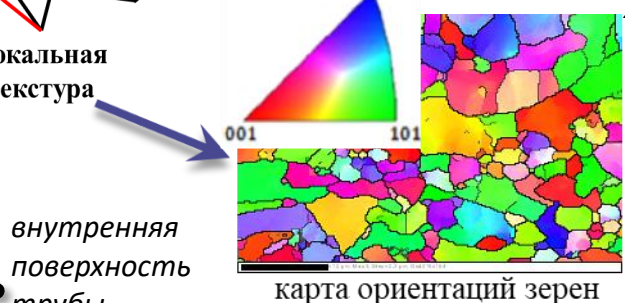 окальная
екстура
001
101
внутренняя
поверхность
трубы
карта ориентаций зерен